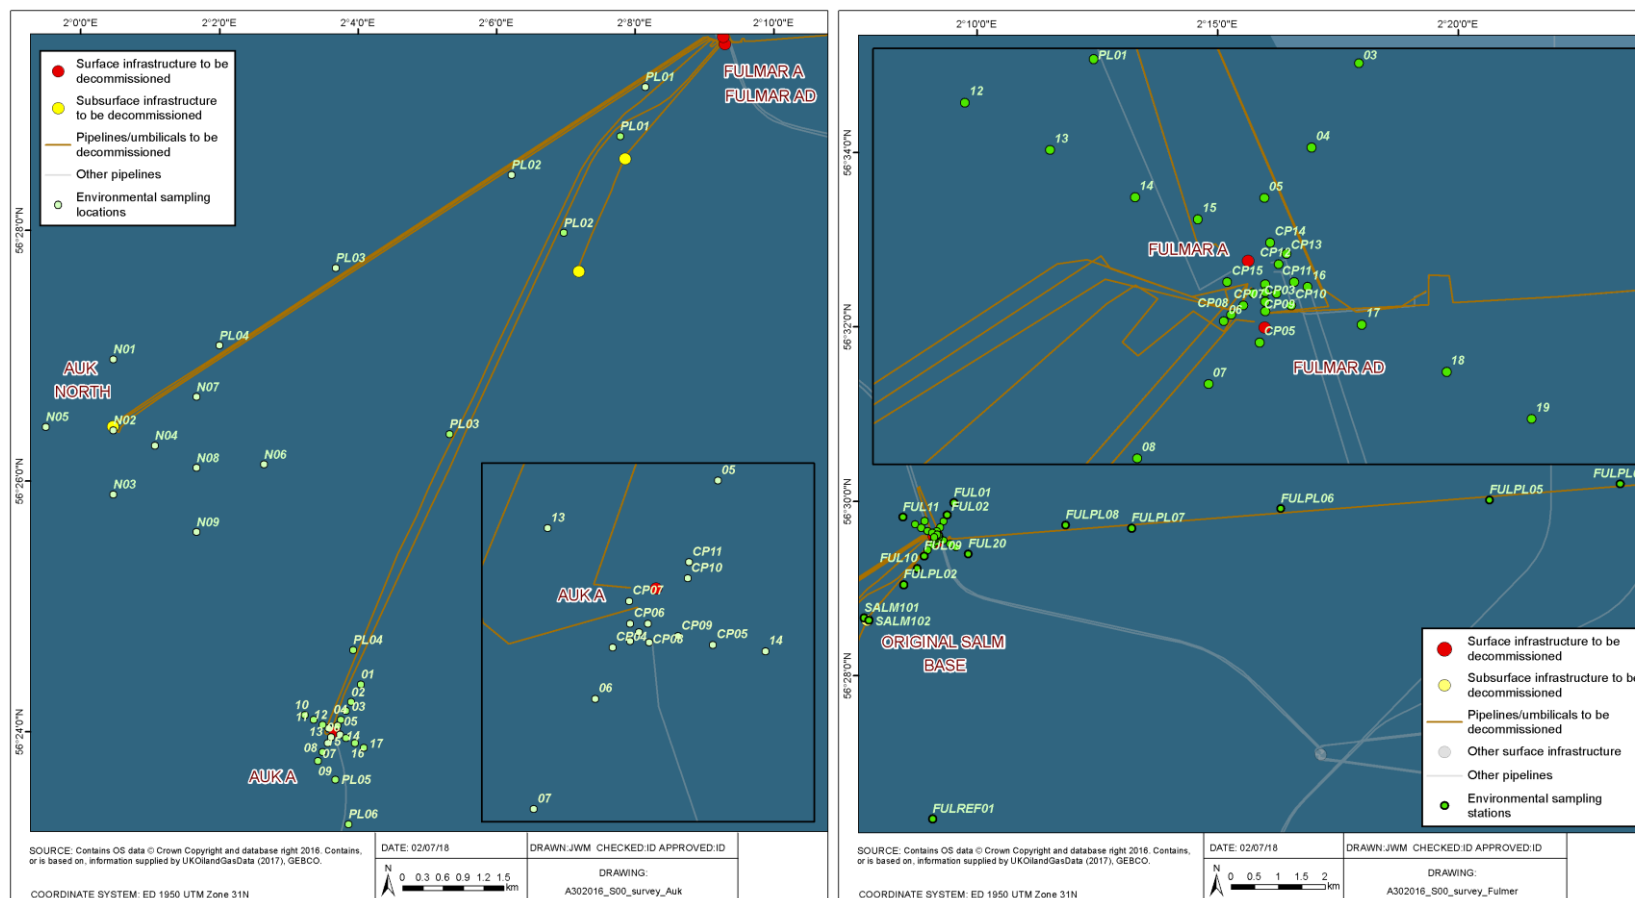 2°0'0"E
2°2'0"E
2°4'0"E
2°6'0"E
2°8'0"E
2°10'0"E
56°28'0"N
56°26'0"N
56°24'0"N
Surface infrastructure to be
decommissioned
Subsurface infrastructure
to be decommissioned
Pipelines/umbilicals to be
decommissioned
Other pipelines
Environmental sampling
locations
FULMAR A
FULMAR AD
PL01
PL01
PL02
PL02
PL03
PL04
N01
AUK
NORTH
N07
N05
N02
N04
N08
N06
N03
N09
PL03
PL04
01
02
03
04
05
10
11
12
13
14
15
16
17
08
07
09
AUK A
PL05
PL06
05
13
CP11
CP10
AUK A
CP07
CP06
CP09
CP04
CP08
CP05
14
06
07
SOURCE: Contains OS data © Crown Copyright and database right 2016. Contains,
or is based on, information supplied by UKOilandGasData (2017), GEBCO.
COORDINATE SYSTEM: ED 1950 UTM Zone 31N
DATE: 02/07/18
DRAWN:JWM CHECKED:ID APPROVED:ID
N
0 0.3 0.6 0.9 1.2 1.5
km
DRAWING:
A302016_S00_survey_Auk
2°10'0"E
2°15'0"E
2°20'0"E
56°34'0"N
56°32'0"N
56°30'0"N
56°28'0"N
PL01
03
12
13
04
14
05
15
CP14
CP13
FULMAR A
CP12
CP15
CP11
16
CP07
CP03
CP10
CP08
CP09
06
CP05
17
FULMAR AD
07
18
19
08
FUL01
FUL11
FUL02
FULPL08
FULPL07
FULPL06
FULPL05
FUL09
FUL20
FUL10
FULPL02
SALM101
SALM102
ORIGINAL SALM
BASE
FULREF01
Surface infrastructure to be
decommissioned
Subsurface infrastructure to be
decommissioned
Pipelines/umbilicals to be
decommissioned
Other surface infrastructure
Other pipelines
Environmental sampling
stations
SOURCE: Contains OS data © Crown Copyright and database right 2016. Contains,
or is based on, information supplied by UKOilandGasData (2017), GEBCO.
COORDINATE SYSTEM: ED 1950 UTM Zone 31N
DATE: 02/07/18
DRAWN:JWM CHECKED:ID APPROVED:ID
N
0 0.5 1 1.5 2
km
DRAWING:
A302016_S00_survey_Fulmer